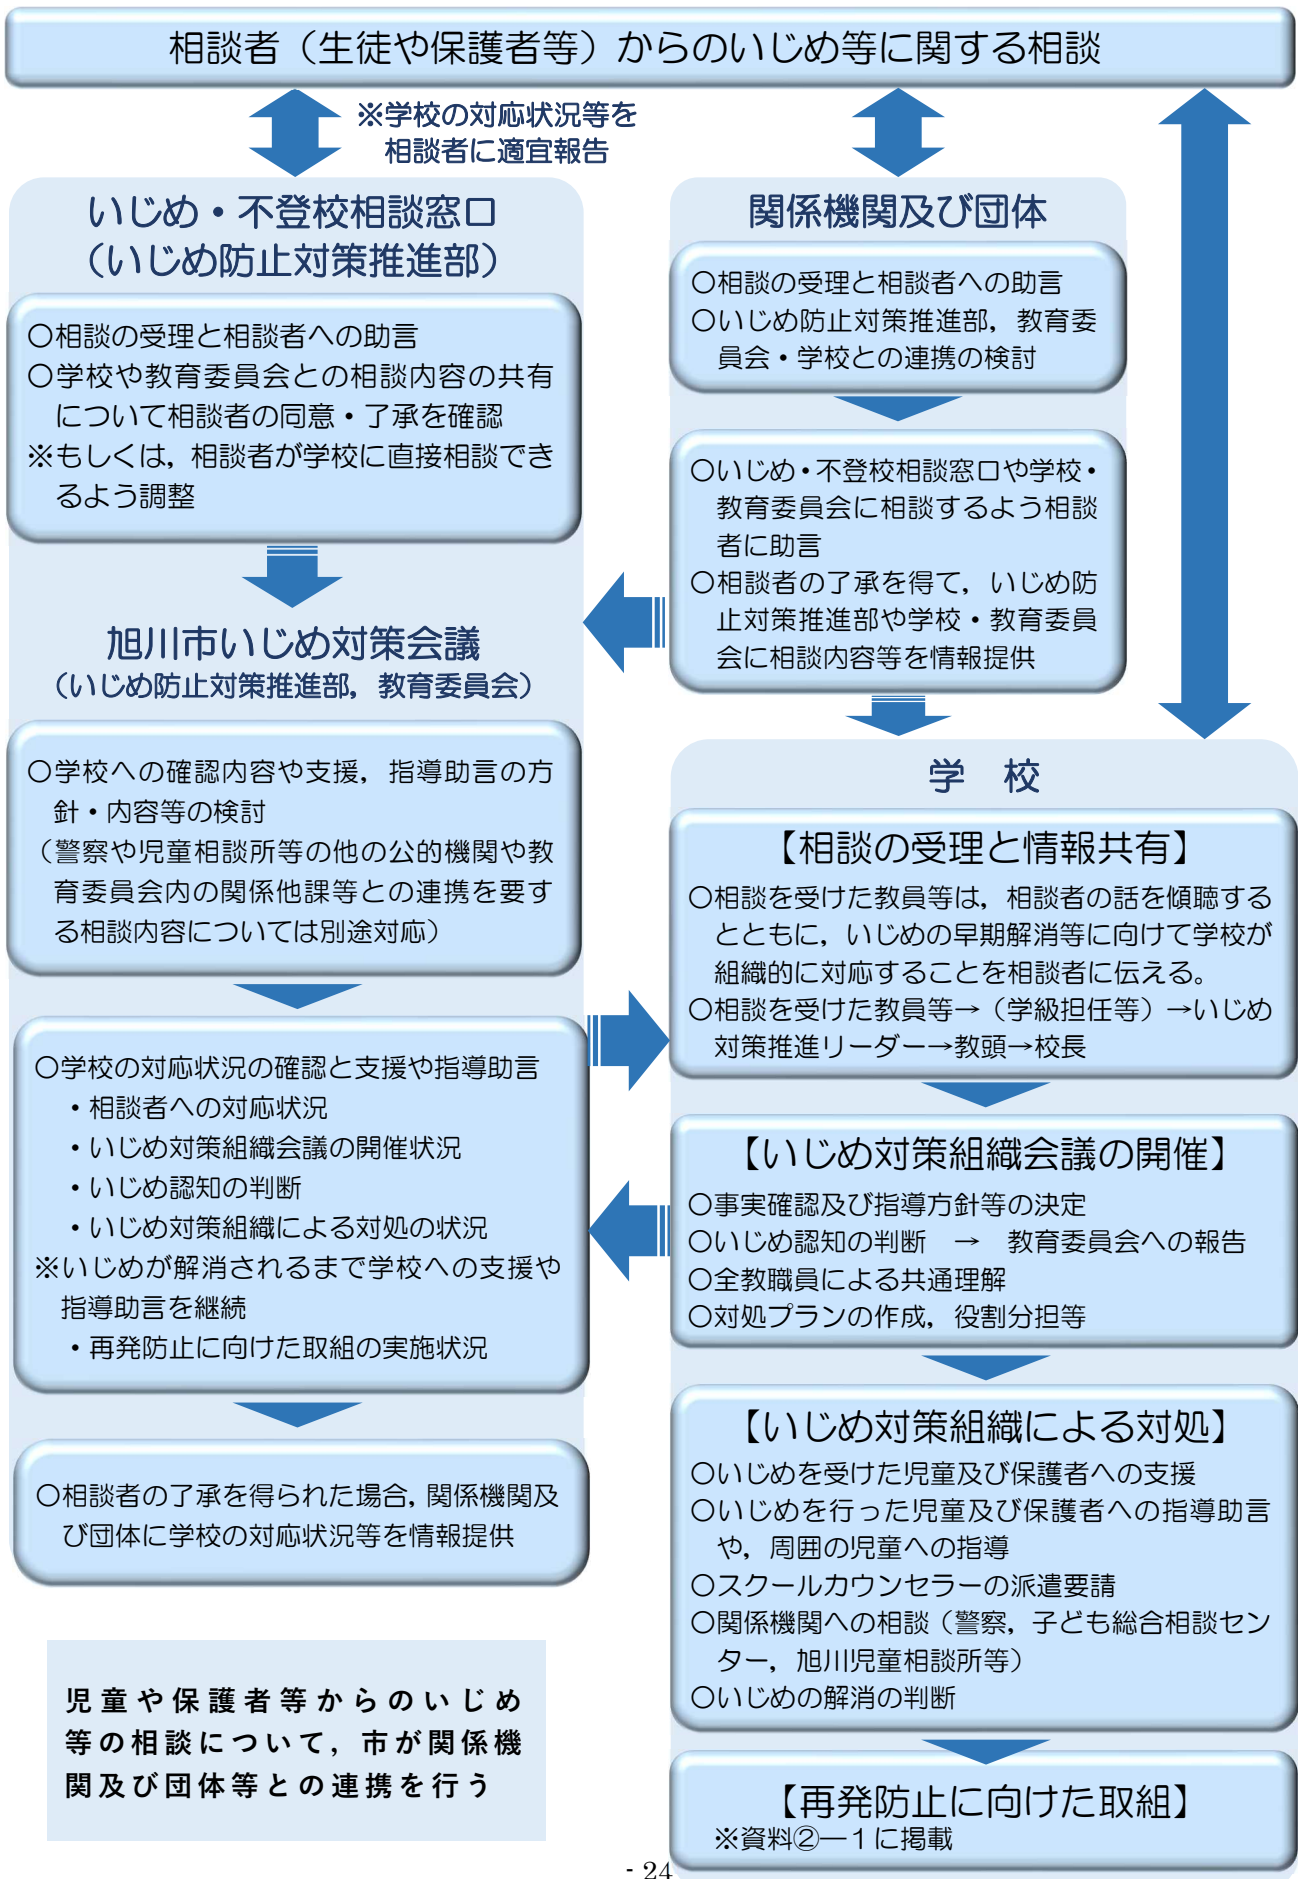 相談者（生徒や保護者等）からのいじめ等に関する相談
※学校の対応状況等を
相談者に適宜報告
いじめ・不登校相談窓口
（いじめ防止対策推進部）
〇相談の受理と相談者への助言
〇学校や教育委員会との相談内容の共有
について相談者の同意・了承を確認
※もしくは，相談者が学校に直接相談でき
るよう調整
旭川市いじめ対策会議
（いじめ防止対策推進部，教育委員会）
〇学校への確認内容や支援，指導助言の方
針・内容等の検討
（警察や児童相談所等の他の公的機関や教
育委員会内の関係他課等との連携を要す
る相談内容については別途対応）
〇学校の対応状況の確認と支援や指導助言
・相談者への対応状況
・いじめ対策組織会議の開催状況
・いじめ認知の判断
・いじめ対策組織による対処の状況
※いじめが解消されるまで学校への支援や
指導助言を継続
・再発防止に向けた取組の実施状況
〇相談者の了承を得られた場合，関係機関及
び団体に学校の対応状況等を情報提供
児童や保護者等からのいじめ
等の相談について，市が関係機
関及び団体等との連携を行う
関係機関及び団体
〇相談の受理と相談者への助言
〇いじめ防止対策推進部，教育委
員会・学校との連携の検討
〇いじめ・不登校相談窓口や学校・
教育委員会に相談するよう相談
者に助言
〇相談者の了承を得て，いじめ防
止対策推進部や学校・教育委員
会に相談内容等を情報提供
学　校
【相談の受理と情報共有】
〇相談を受けた教員等は，相談者の話を傾聴する
とともに，いじめの早期解消等に向けて学校が
組織的に対応することを相談者に伝える。
〇相談を受けた教員等→（学級担任等）→いじめ
対策推進リーダー→教頭→校長
【いじめ対策組織会議の開催】
〇事実確認及び指導方針等の決定
〇いじめ認知の判断　→　教育委員会への報告
〇全教職員による共通理解
〇対処プランの作成，役割分担等
【いじめ対策組織による対処】
〇いじめを受けた児童及び保護者への支援
〇いじめを行った児童及び保護者への指導助言
や，周囲の児童への指導
〇スクールカウンセラーの派遣要請
〇関係機関への相談（警察，子ども総合相談セン
ター，旭川児童相談所等）
〇いじめの解消の判断
【再発防止に向けた取組】
※資料②―１に掲載
- 24